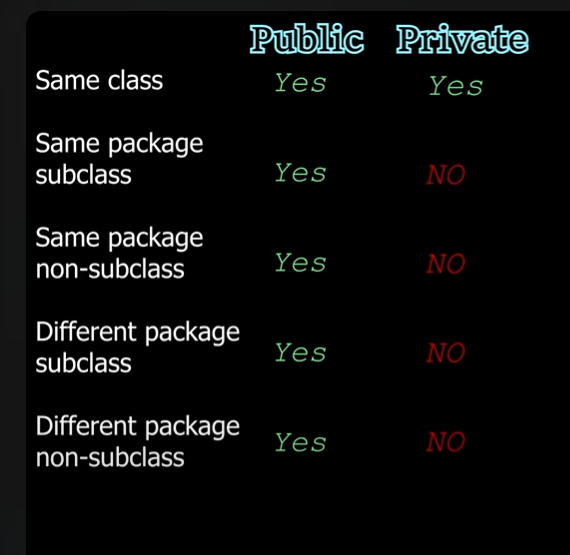 Public Private
Same class Yes Yes
Same package
subclass Yes NO
Same package
non-subclass Yes NO
Different package
subclass Yes NO
Different package
non-subclass Yes NO